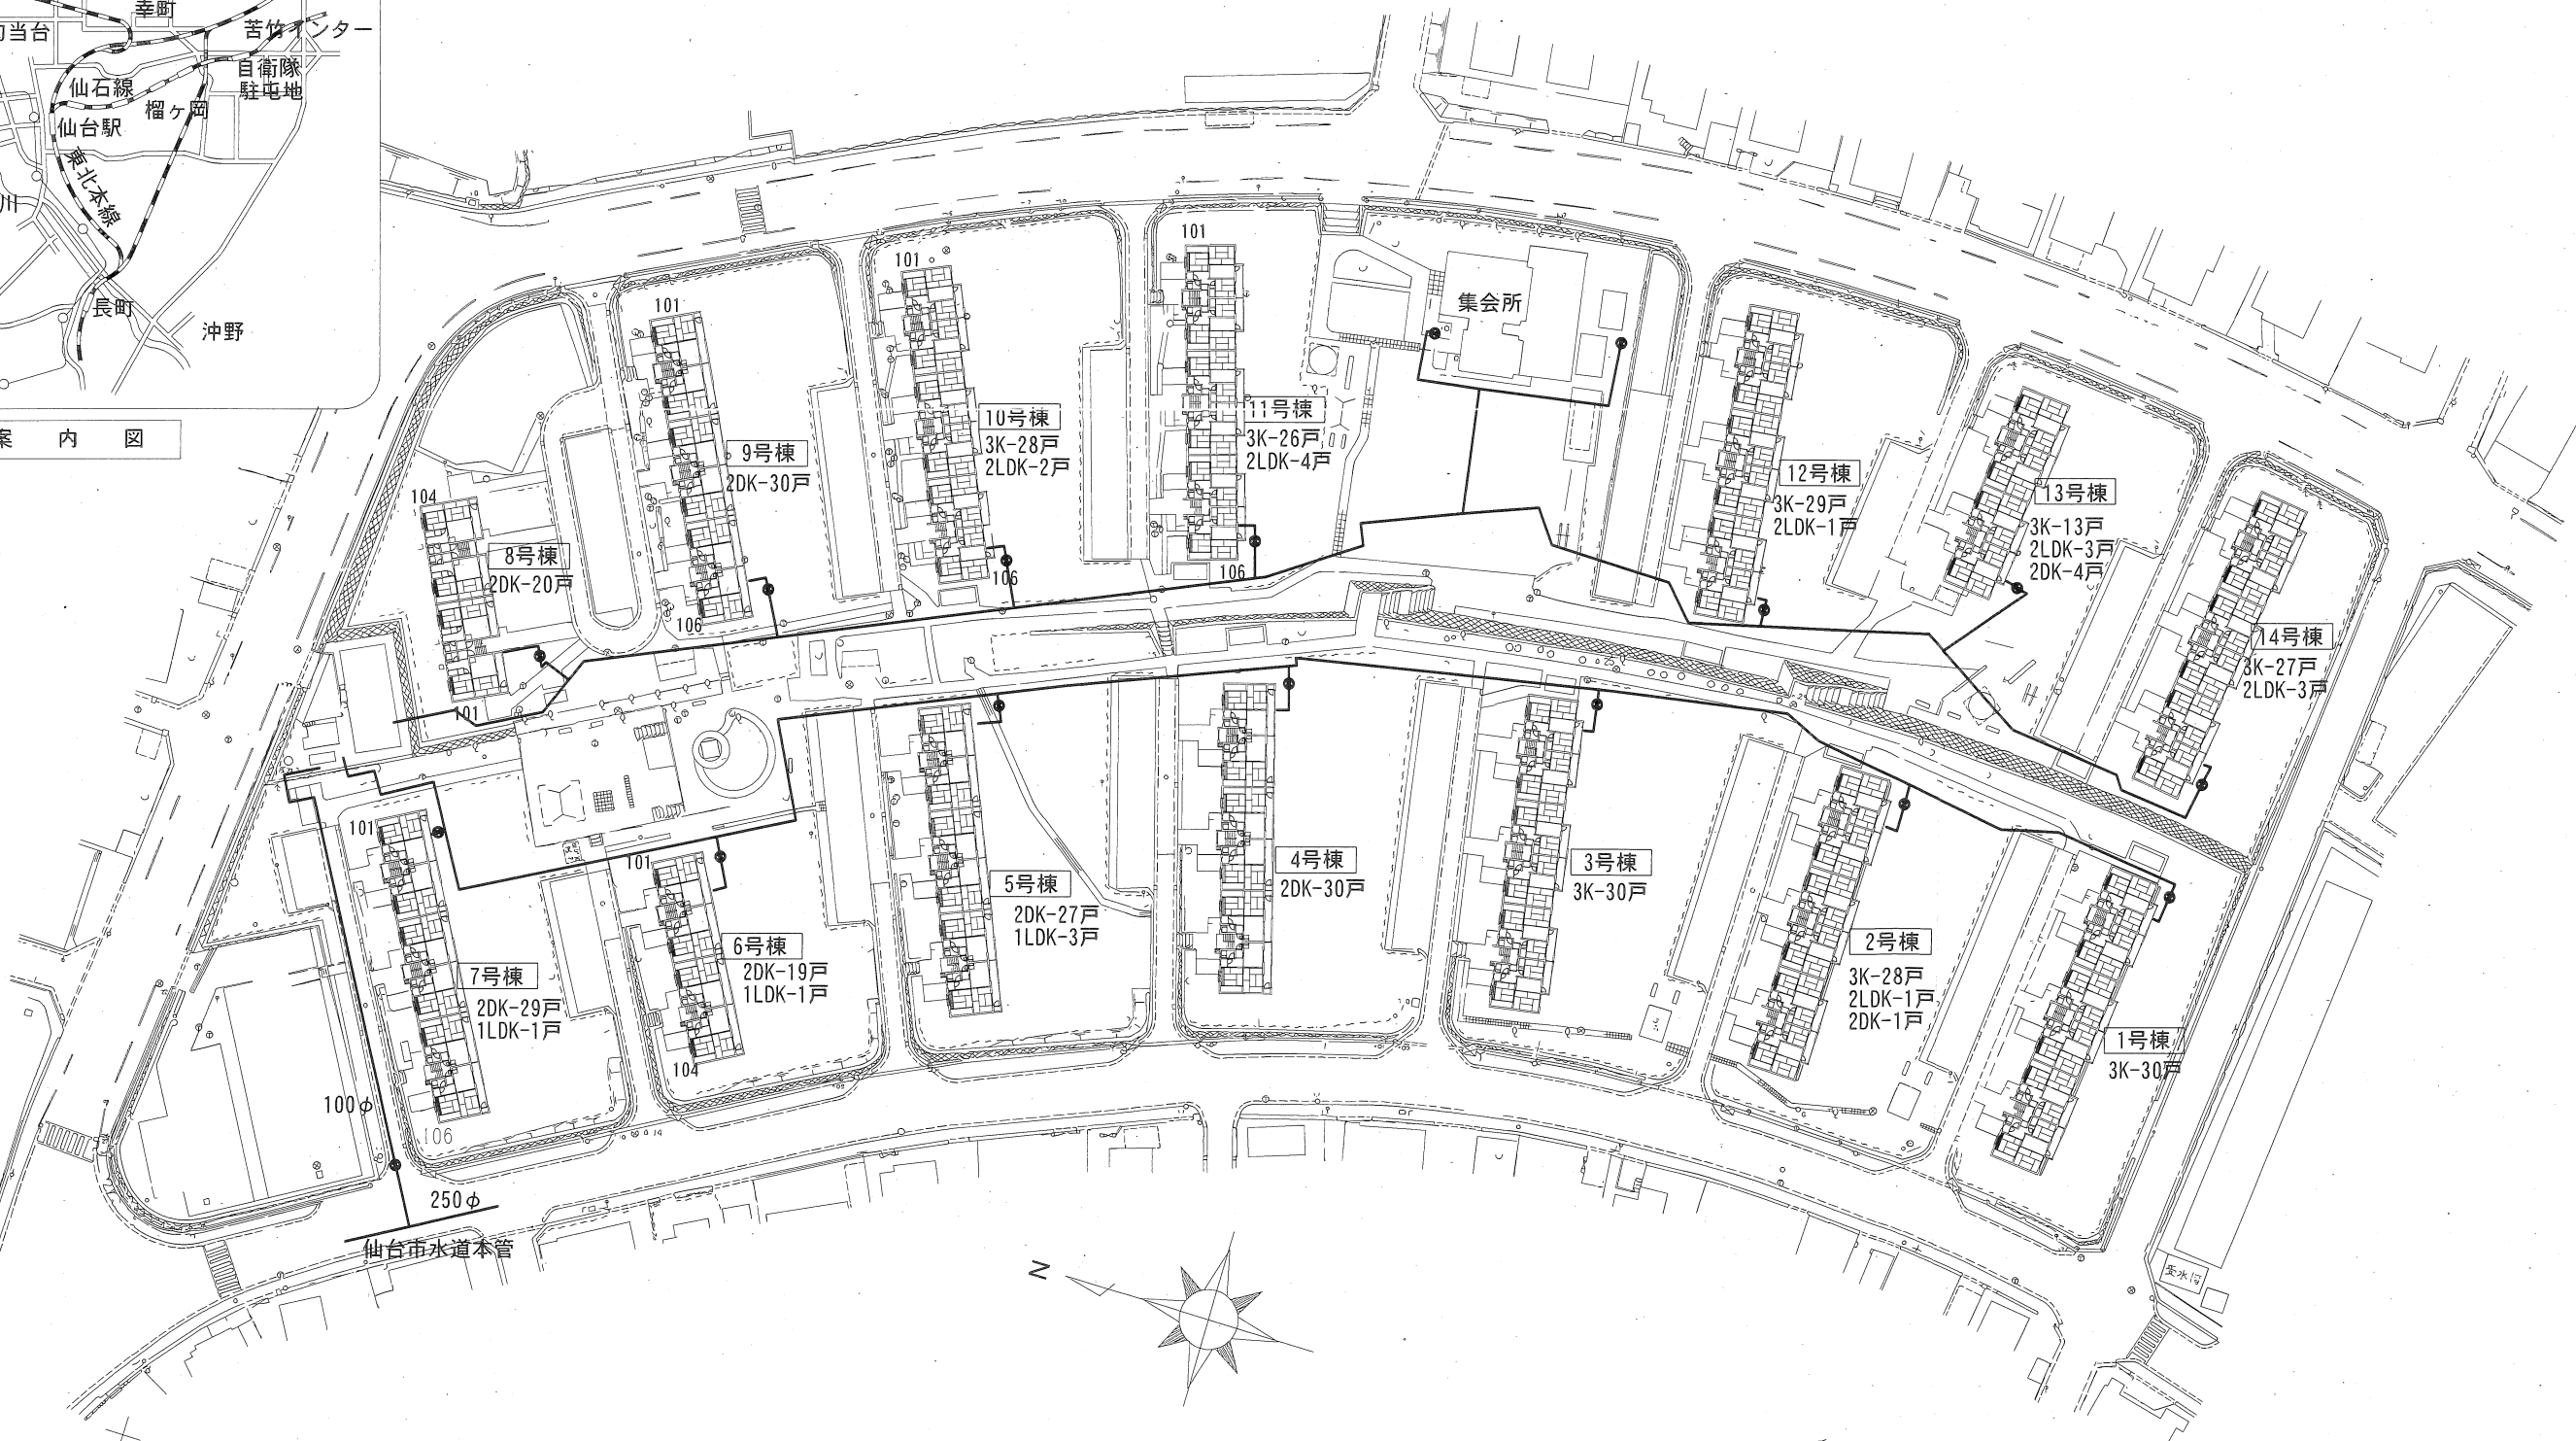 幸町
苦竹インター
自衛隊
駐屯地
仙石線
榴ヶ岡
仙台駅
東北本線
川
長町
沖野
案 内 図
101
9号棟
2DK-30戸
106
101
10号棟
3K-28戸
2LDK-2戸
106
101
11号棟
3K-26戸
2LDK-4戸
106
集会所
12号棟
3K-29戸
2LDK-1戸
13号棟
3K-13戸
2LDK-3戸
2DK-4戸
14号棟
3K-27戸
2LDK-3戸
104
8号棟
2DK-20戸
101
101
7号棟
2DK-29戸
1LDK-1戸
106
101
6号棟
2DK-19戸
1LDK-1戸
104
5号棟
2DK-27戸
1LDK-3戸
4号棟
2DK-30戸
3号棟
3K-30戸
2号棟
3K-28戸
2LDK-1戸
2DK-1戸
1号棟
3K-30戸
100φ
250φ
仙台市水道本管
N